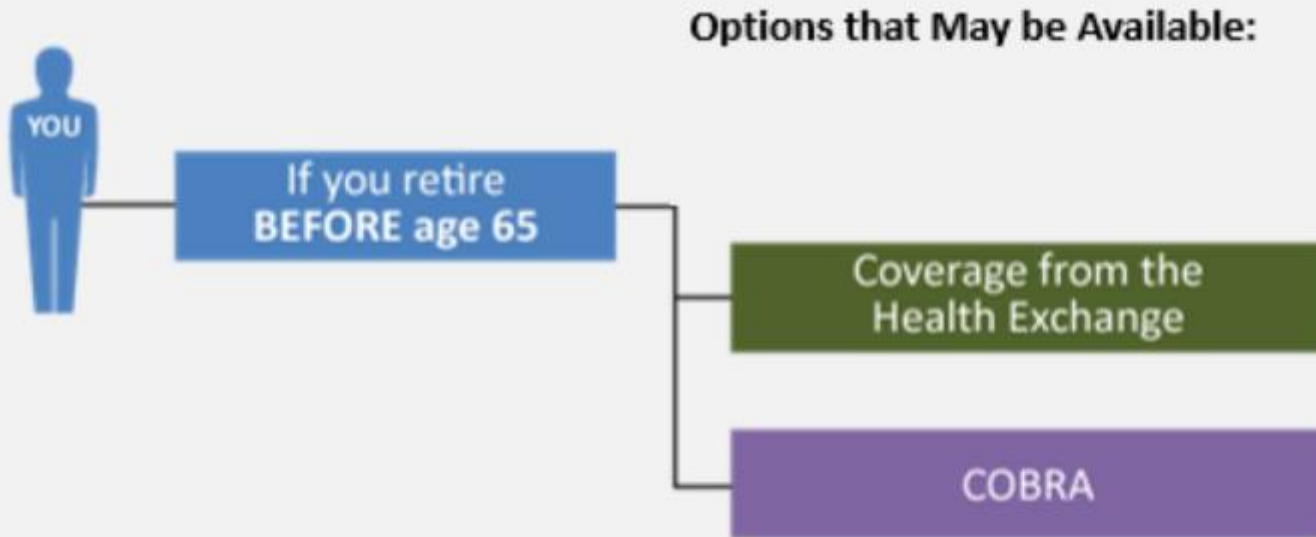 Options that May be Available:
YOU
If you retire
BEFORE age 65
Coverage from the
Health Exchange
COBRA